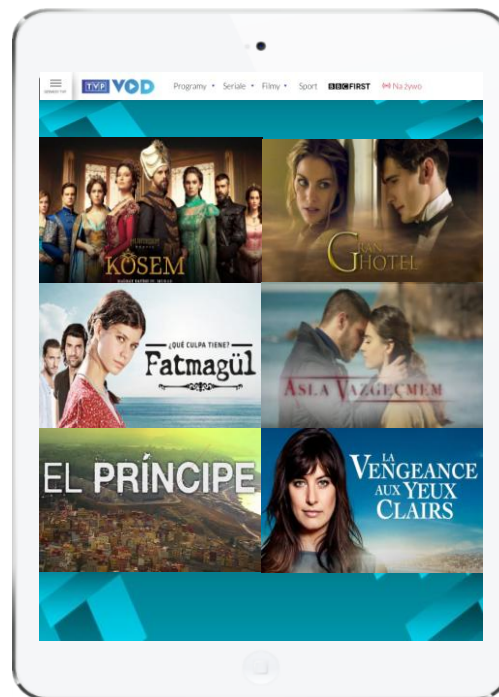 TVP VOD
Programy
Seriale
Filmy
Sport
BBC FIRST
Na żywo
KÖSEM
GRAN HOTEL
¿QUÉ CULPA TIENE?
Fatmagül
ASLA VAZGEÇMEM
EL PRÍNCIPE
LA
VENGEANCE
AUX YEUX
CLAIRS